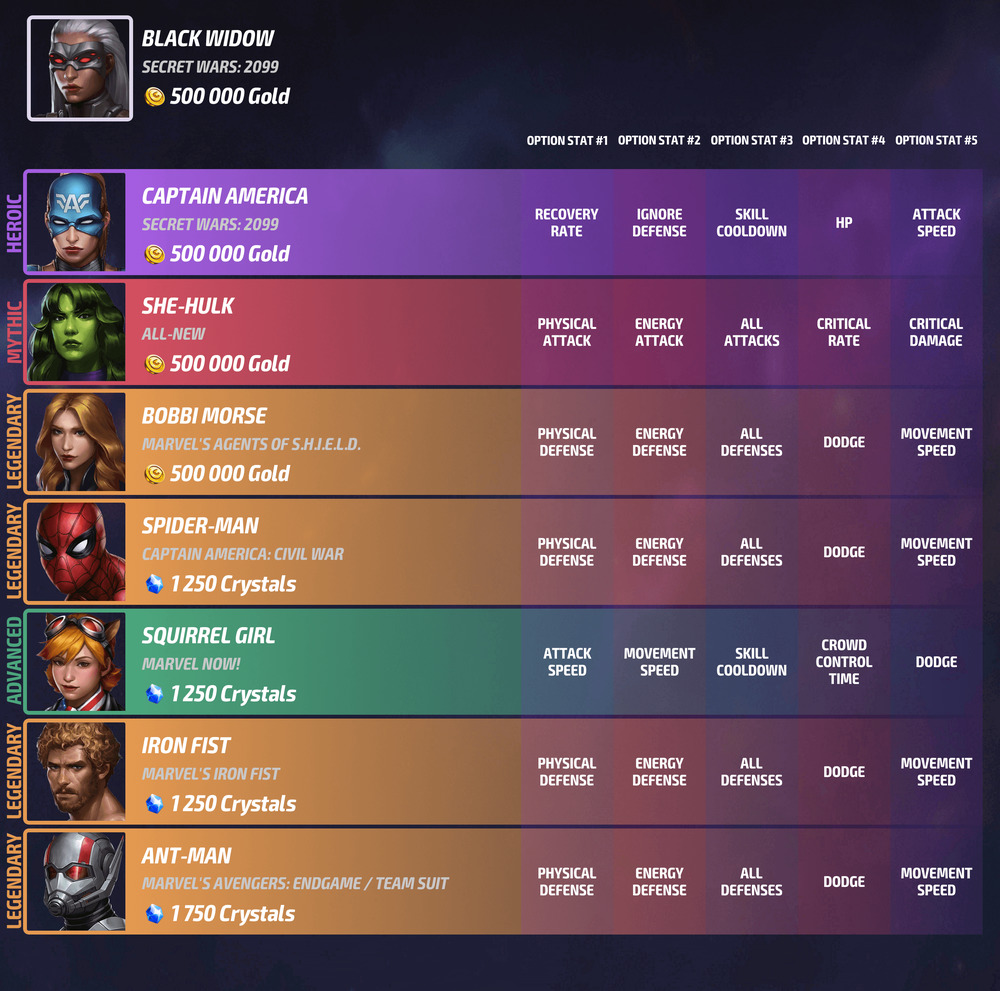 BLACK WIDOW
SECRET WARS: 2099
500 000 Gold
OPTION STAT #1 OPTION STAT #2 OPTION STAT #3 OPTION STAT #4 OPTION STAT #5
HEROIC
CAPTAIN AMERICA
SECRET WARS: 2099
500 000 Gold
RECOVERY
RATE
IGNORE
DEFENSE
SKILL
COOLDOWN
HP
ATTACK
SPEED
MYTHIC
SHE-HULK
ALL-NEW
500 000 Gold
PHYSICAL
ATTACK
ENERGY
ATTACK
ALL
ATTACKS
CRITICAL
RATE
CRITICAL
DAMAGE
LEGENDARY
BOBBI MORSE
MARVEL'S AGENTS OF S.H.I.E.L.D.
500 000 Gold
PHYSICAL
DEFENSE
ENERGY
DEFENSE
ALL
DEFENSES
DODGE
MOVEMENT
SPEED
LEGENDARY
SPIDER-MAN
CAPTAIN AMERICA: CIVIL WAR
1 250 Crystals
PHYSICAL
DEFENSE
ENERGY
DEFENSE
ALL
DEFENSES
DODGE
MOVEMENT
SPEED
ADVANCED
SQUIRREL GIRL
MARVEL NOW!
1 250 Crystals
ATTACK
SPEED
MOVEMENT
SPEED
SKILL
COOLDOWN
CROWD
CONTROL
TIME
DODGE
LEGENDARY
IRON FIST
MARVEL'S IRON FIST
1 250 Crystals
PHYSICAL
DEFENSE
ENERGY
DEFENSE
ALL
DEFENSES
DODGE
MOVEMENT
SPEED
LEGENDARY
ANT-MAN
MARVEL'S AVENGERS: ENDGAME / TEAM SUIT
1 750 Crystals
PHYSICAL
DEFENSE
ENERGY
DEFENSE
ALL
DEFENSES
DODGE
MOVEMENT
SPEED